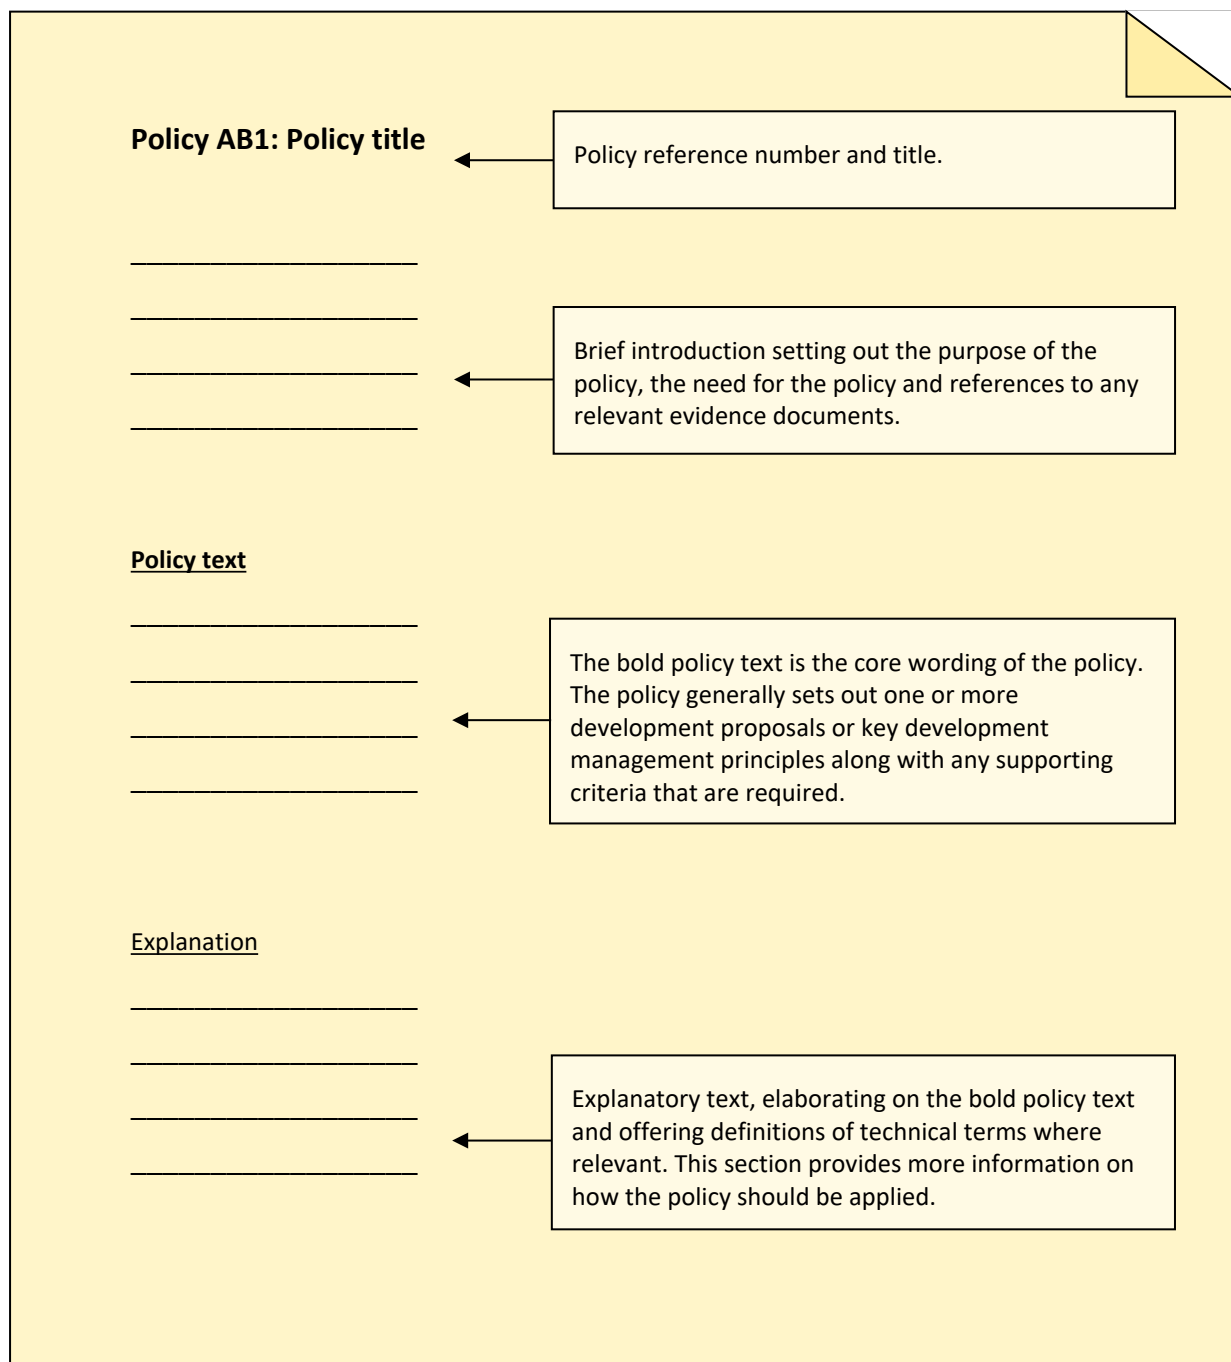 Policy AB1: Policy title
Policy reference number and title.
Brief introduction setting out the purpose of the
policy, the need for the policy and references to any
relevant evidence documents.
Policy text
The bold policy text is the core wording of the policy.
The policy generally sets out one or more
development proposals or key development
management principles along with any supporting
criteria that are required.
Explanation
Explanatory text, elaborating on the bold policy text
and offering definitions of technical terms where
relevant. This section provides more information on
how the policy should be applied.